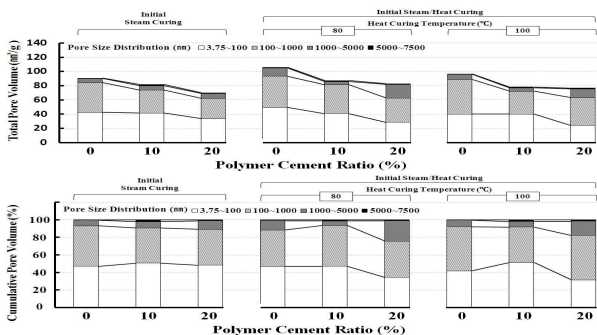 Initial
Steam Curing
Initial Steam/Heat Curing
Heat Curing Temperature(℃)
80
100
Total Pore Volume(㎣/g)
140
120
100
80
60
40
20
0
Pore Size Distribution (㎚) 3.75~100 100~1000 1000~5000 5000~7500
0 10 20 0 10 20 0 10 20
Polymer Cement Ratio (%)
Initial
Steam Curing
Initial Steam/Heat Curing
Heat Curing Temperature(℃)
80
100
Cumulative Pore Volume(%)
100
80
60
40
20
0
Pore Size Distribution (㎚) 3.75~100 100~1000 1000~5000 5000~7500
0 10 20 0 10 20 0 10 20
Polymer Cement Ratio (%)